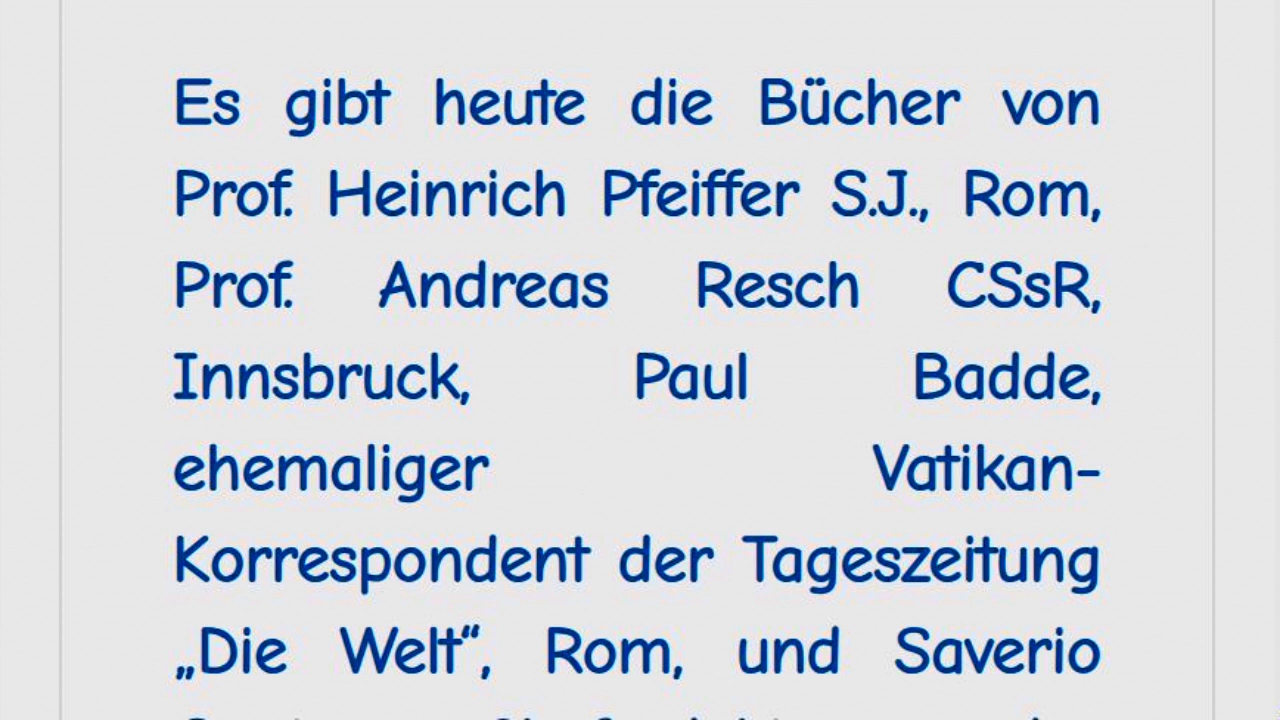 Es gibt heute die Bücher von
Prof. Heinrich Pfeiffer S.J., Rom,
Prof. Andreas Resch CSsR,
Innsbruck, Paul Badde,
ehemaliger Vatikan-
Korrespondent der Tageszeitung
„Die Welt“, Rom, und Saverio